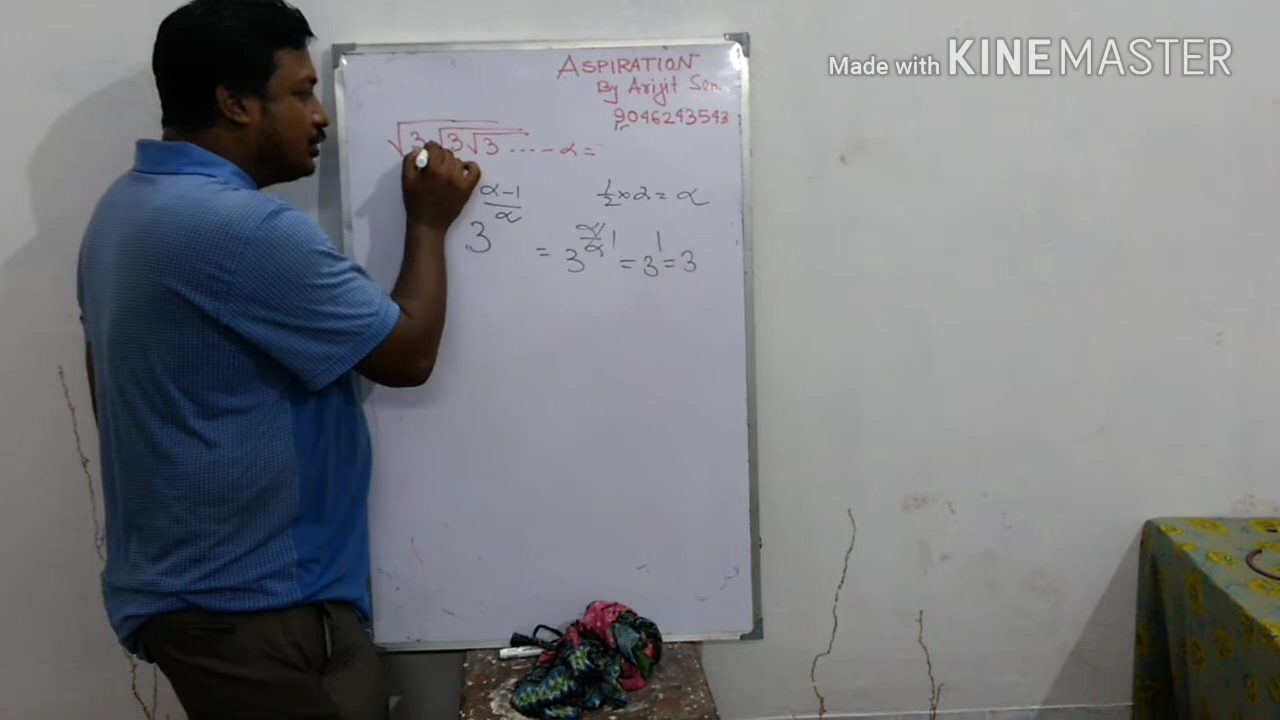 ASPIRATION
By Arijit Sen.
9046243543
Made with KINEMASTER
√3√3√3 ....- α =
3^(α-1)/α
½ × α = α
= 3^(α/α) 1 = 3^1 = 3